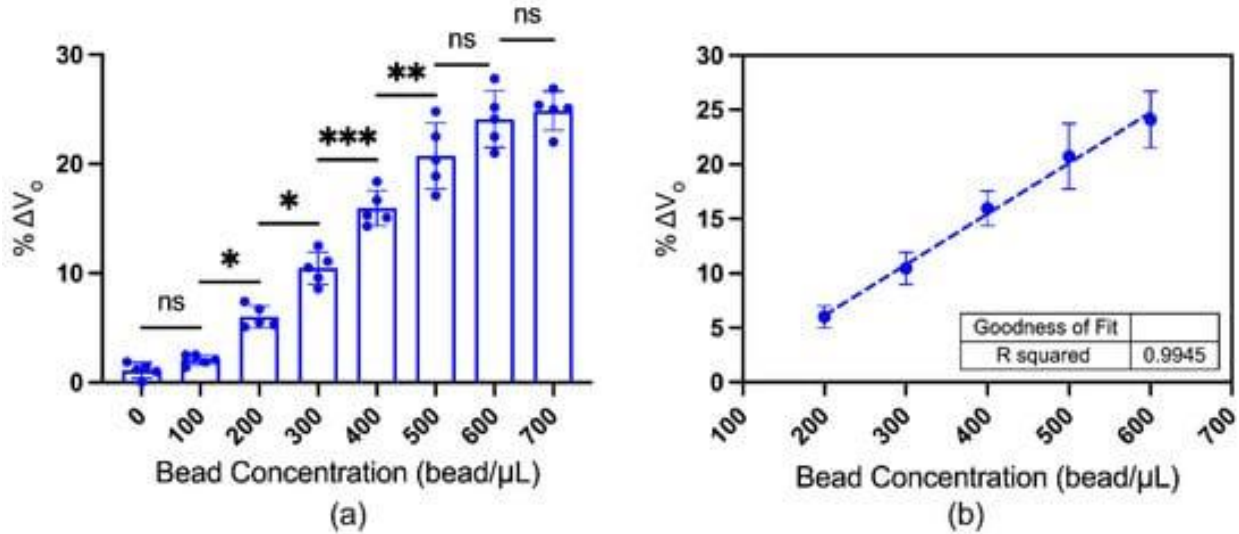 ns
ns
**
***
*
*
ns
30
20
10
0
% ΔVo
0 100 200 300 400 500 600 700
Bead Concentration (bead/µL)
(a)
30
25
20
15
10
5
0
% ΔVo
Goodness of Fit
R squared 0.9945
100 200 300 400 500 600 700
Bead Concentration (bead/µL)
(b)